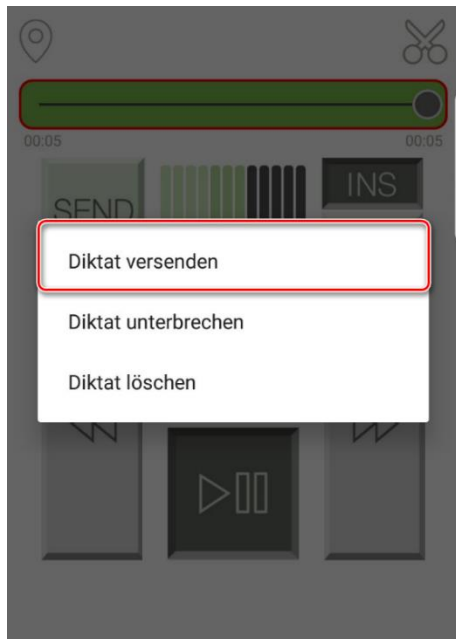 00:05 00:05
SEND INS
Diktat versenden
Diktat unterbrechen
Diktat löschen